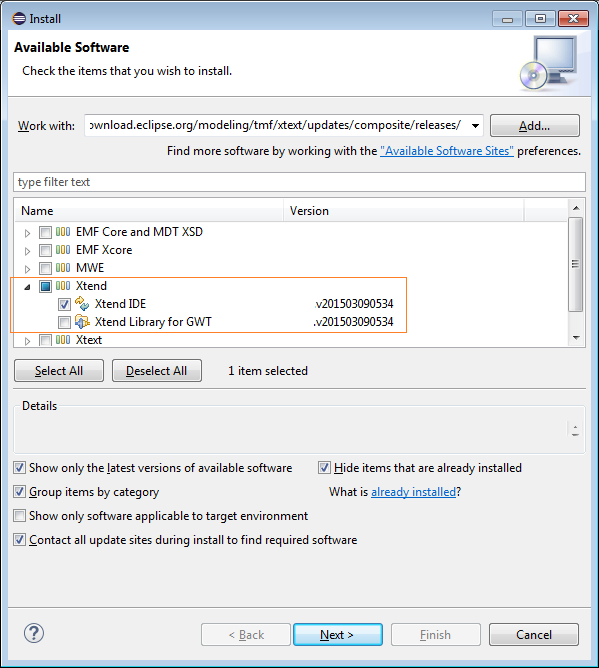 Install
Available Software
Check the items that you wish to install.
Work with: ownload.eclipse.org/modeling/tmf/xtext/updates/composite/releases/ Add...
Find more software by working with the "Available Software Sites" preferences.
type filter text
Name Version
EMF Core and MDT XSD
EMF Xcore
MWE
Xtend
Xtend IDE .v201503090534
Xtend Library for GWT .v201503090534
Xtext
Select All Deselect All 1 item selected
Details
Show only the latest versions of available software Hide items that are already installed
Group items by category What is already installed?
Show only software applicable to target environment
Contact all update sites during install to find required software
? < Back Next > Finish Cancel